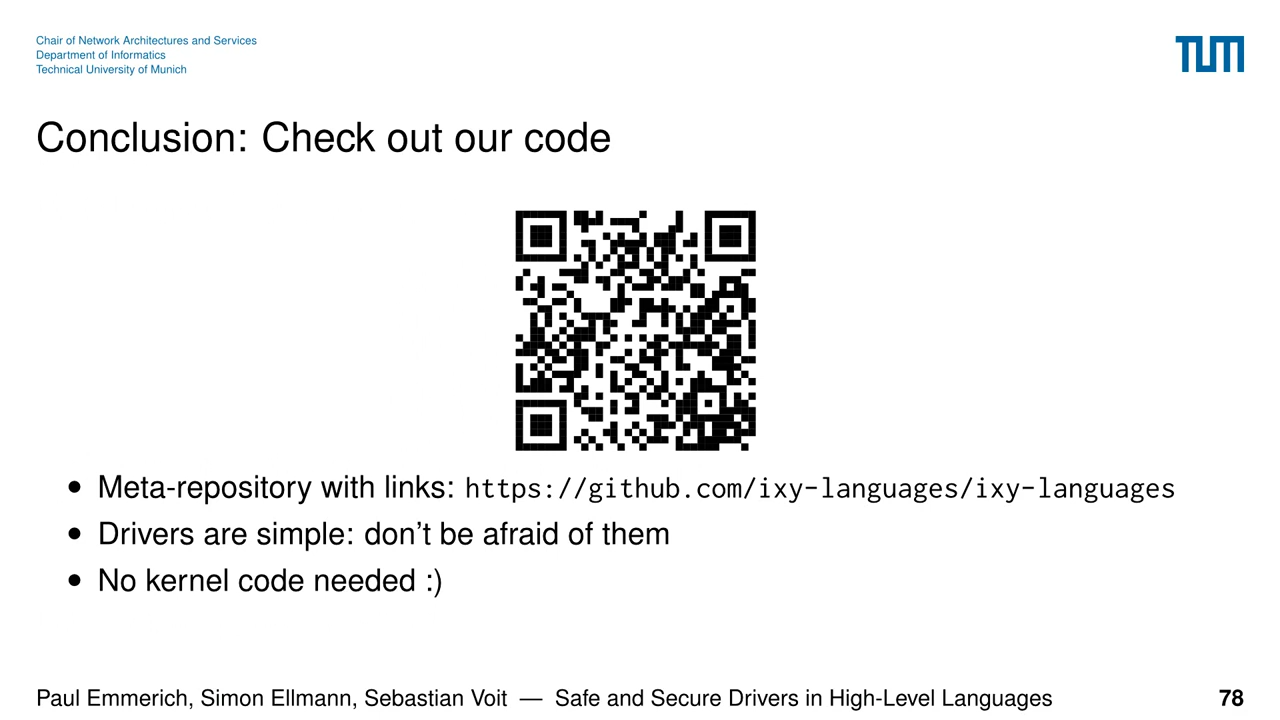 Chair of Network Architectures and Services
Department of Informatics
Technical University of Munich
TUM
Conclusion: Check out our code
• Meta-repository with links: https://github.com/ixy-languages/ixy-languages
• Drivers are simple: don't be afraid of them
• No kernel code needed :)
Paul Emmerich, Simon Ellmann, Sebastian Voit — Safe and Secure Drivers in High-Level Languages 78